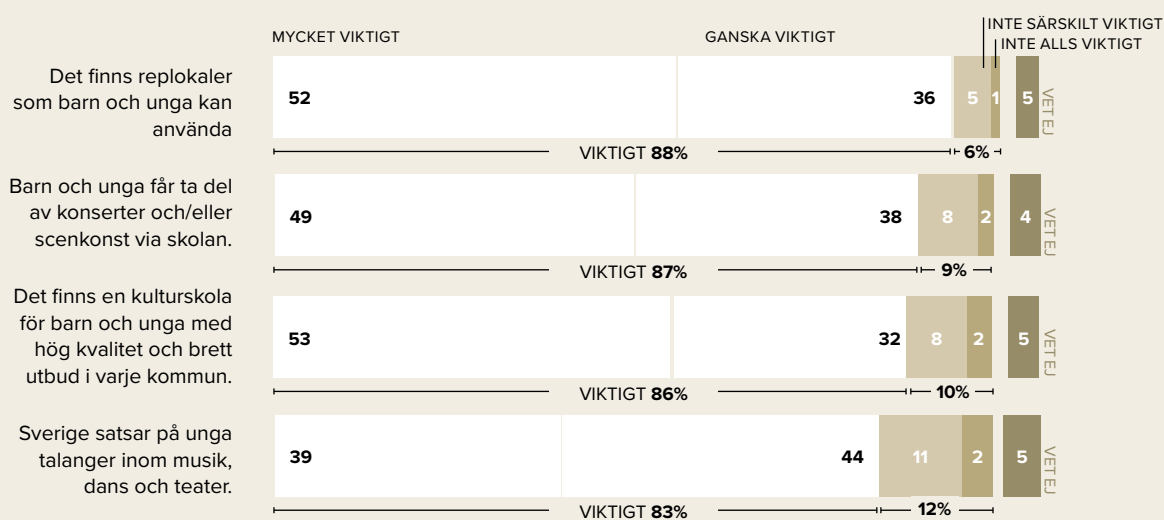 INTE SÄRSKILT VIKTIGT
MYCKET VIKTIGT GANSKA VIKTIGT
INTE ALLS VIKTIGT
Det finns replokaler
som barn och unga kan
använda
52 36 5 1 5 VET EJ
VIKTIGT 88% 6%
Barn och unga får ta del
av konserter och/eller
scenkonst via skolan.
49 38 8 2 4 VET EJ
VIKTIGT 87% 9%
Det finns en kulturskola
för barn och unga med
hög kvalitet och brett
utbud i varje kommun.
53 32 8 2 5 VET EJ
VIKTIGT 86% 10%
Sverige satsar på unga
talanger inom musik,
dans och teater.
39 44 11 2 5 VET EJ
VIKTIGT 83% 12%